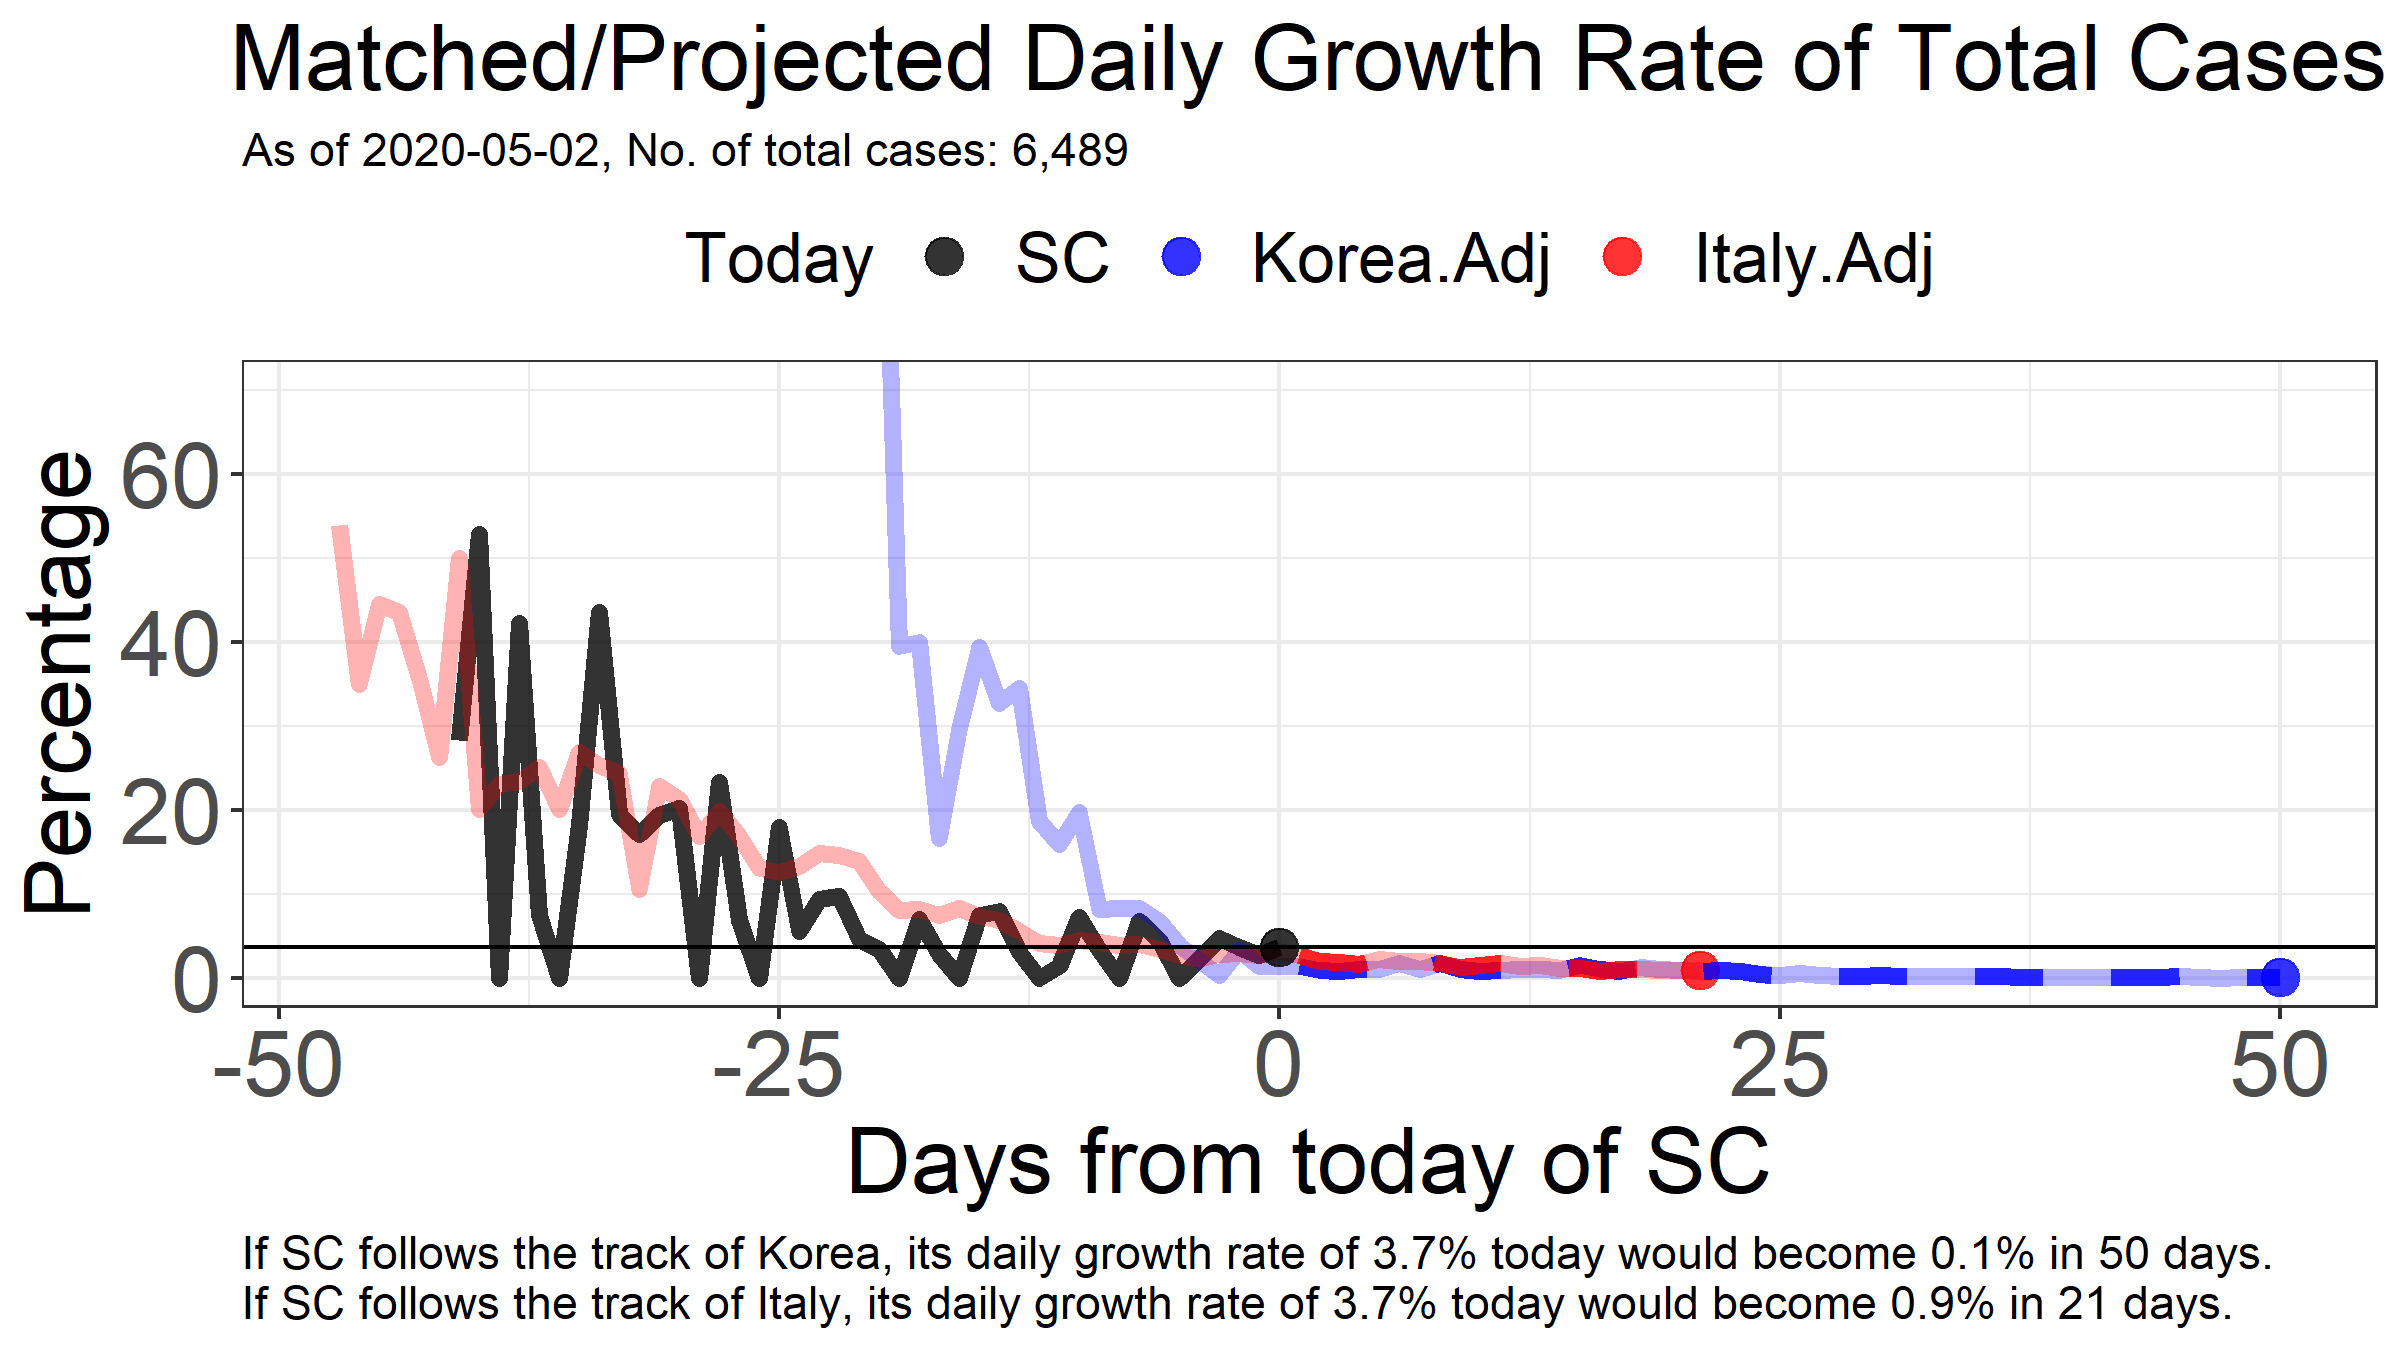 Matched/Projected Daily Growth Rate of Total Cases
As of 2020-05-02, No. of total cases: 6,489
Today SC Korea.Adj Italy.Adj
Percentage
60
40
20
0
-50 -25 0 25 50
Days from today of SC
If SC follows the track of Korea, its daily growth rate of 3.7% today would become 0.1% in 50 days.
If SC follows the track of Italy, its daily growth rate of 3.7% today would become 0.9% in 21 days.